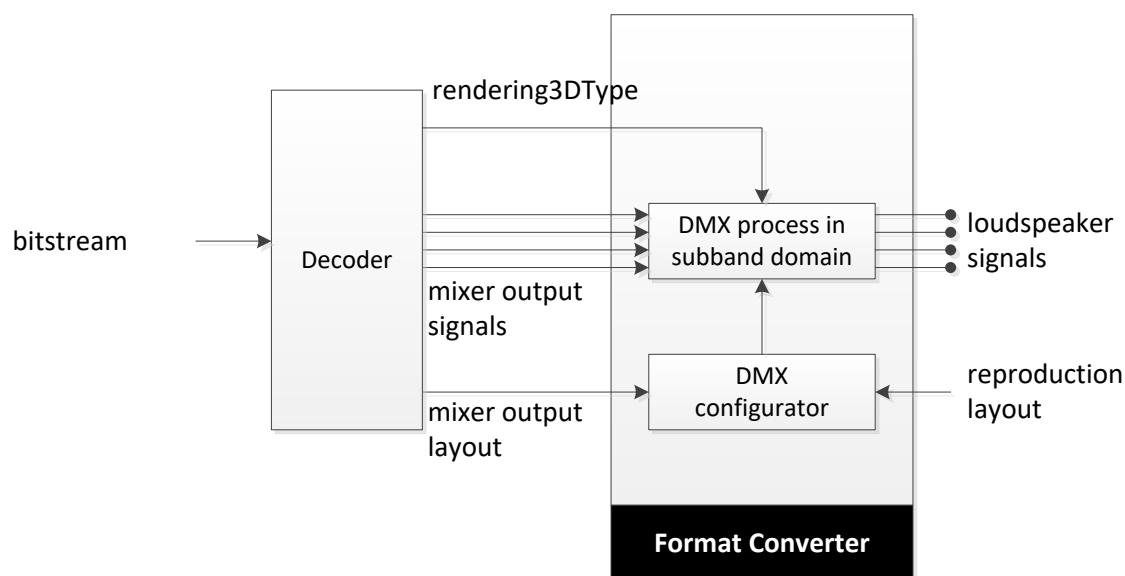 rendering3DType
bitstream
Decoder
DMX process in
subband domain
loudspeaker
signals
mixer output
signals
DMX
configurator
reproduction
layout
mixer output
layout
Format Converter